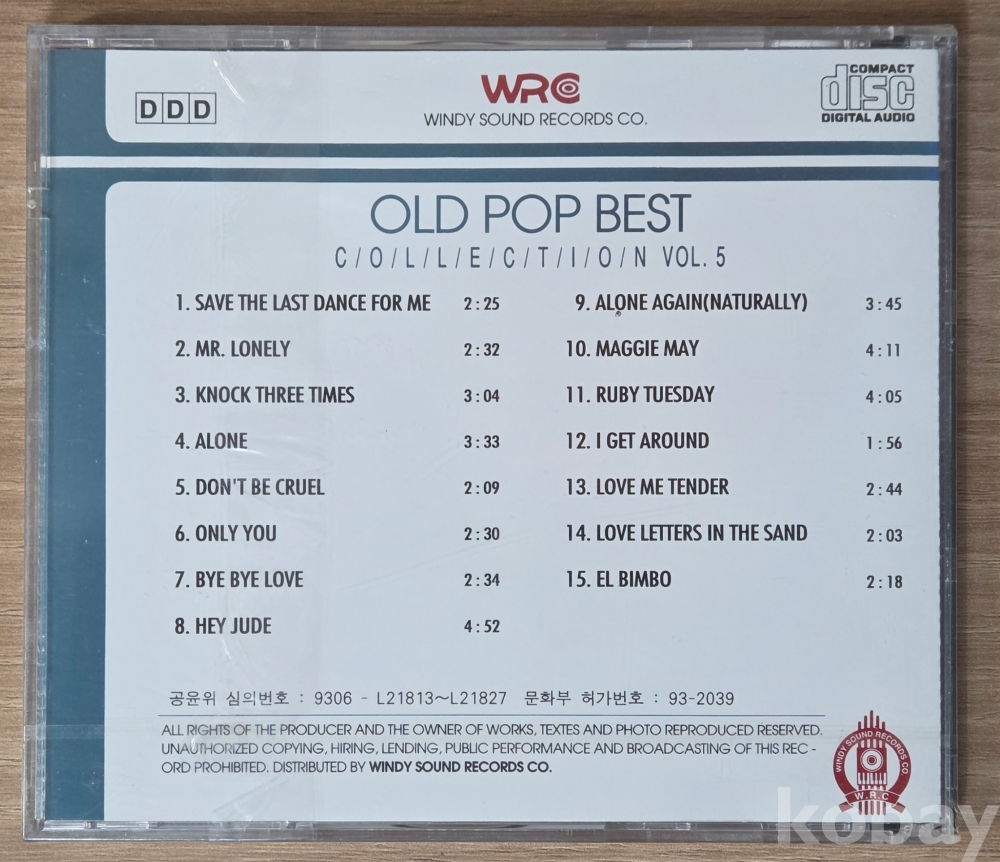 DDD
WRC
WINDY SOUND RECORDS CO.
COMPACT
disc
DIGITAL AUDIO
OLD POP BEST
C/O/L/L/E/C/T/I/O/N VOL. 5
1. SAVE THE LAST DANCE FOR ME 2:25
2. MR. LONELY 2:32
3. KNOCK THREE TIMES 3:04
4. ALONE 3:33
5. DON'T BE CRUEL 2:09
6. ONLY YOU 2:30
7. BYE BYE LOVE 2:34
8. HEY JUDE 4:52
9. ALONE AGAIN(NATURALLY) 3:45
10. MAGGIE MAY 4:11
11. RUBY TUESDAY 4:05
12. I GET AROUND 1:56
13. LOVE ME TENDER 2:44
14. LOVE LETTERS IN THE SAND 2:03
15. EL BIMBO 2:18
공윤위 심의번호 : 9306 - L21813~L21827 문화부 허가번호 : 93-2039
ALL RIGHTS OF THE PRODUCER AND THE OWNER OF WORKS, TEXTES AND PHOTO REPRODUCED RESERVED.
UNAUTHORIZED COPYING, HIRING, LENDING, PUBLIC PERFORMANCE AND BROADCASTING OF THIS REC -
ORD PROHIBITED. DISTRIBUTED BY WINDY SOUND RECORDS CO.
WINDY SOUND RECORDS CO.
W.R.C
kobay